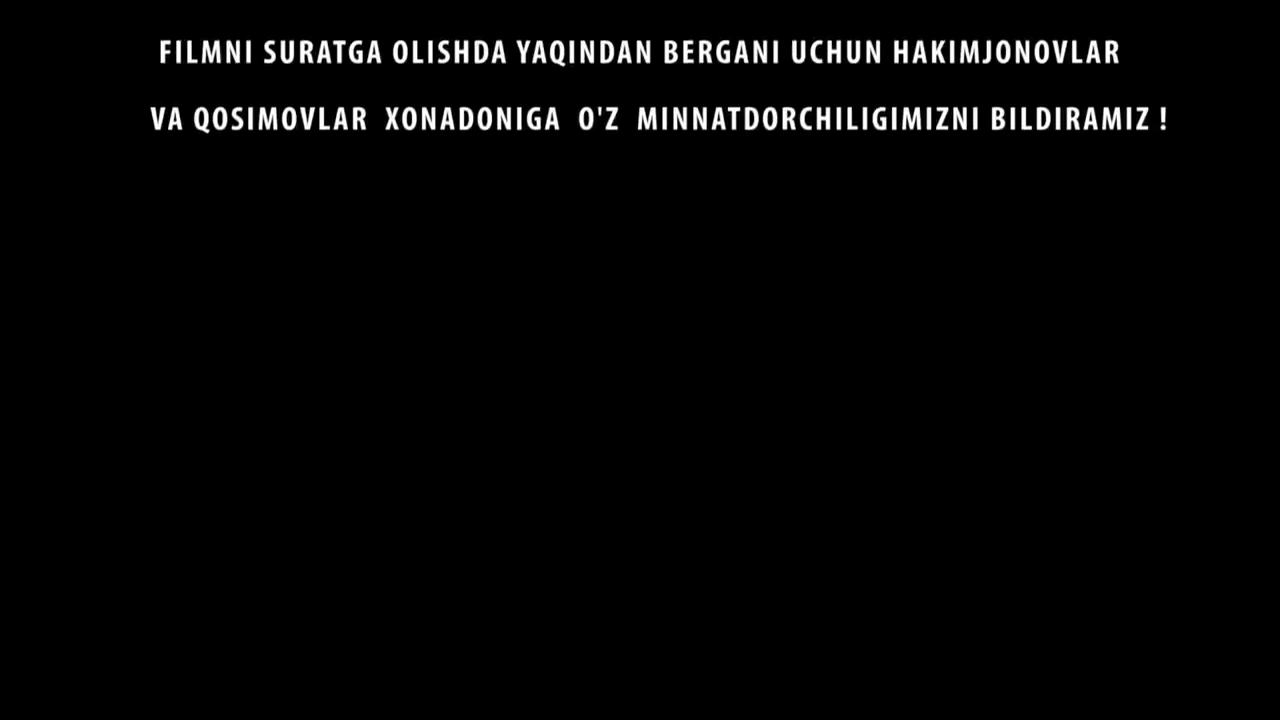 FILMNI SURATGA OLISHDA YAQINDAN BERGANI UCHUN HAKIMJONOVLAR
VA QOSIMOVLAR XONADONIGA O'Z MINNATDORCHILIGIMIZNI BILDIRAMIZ !